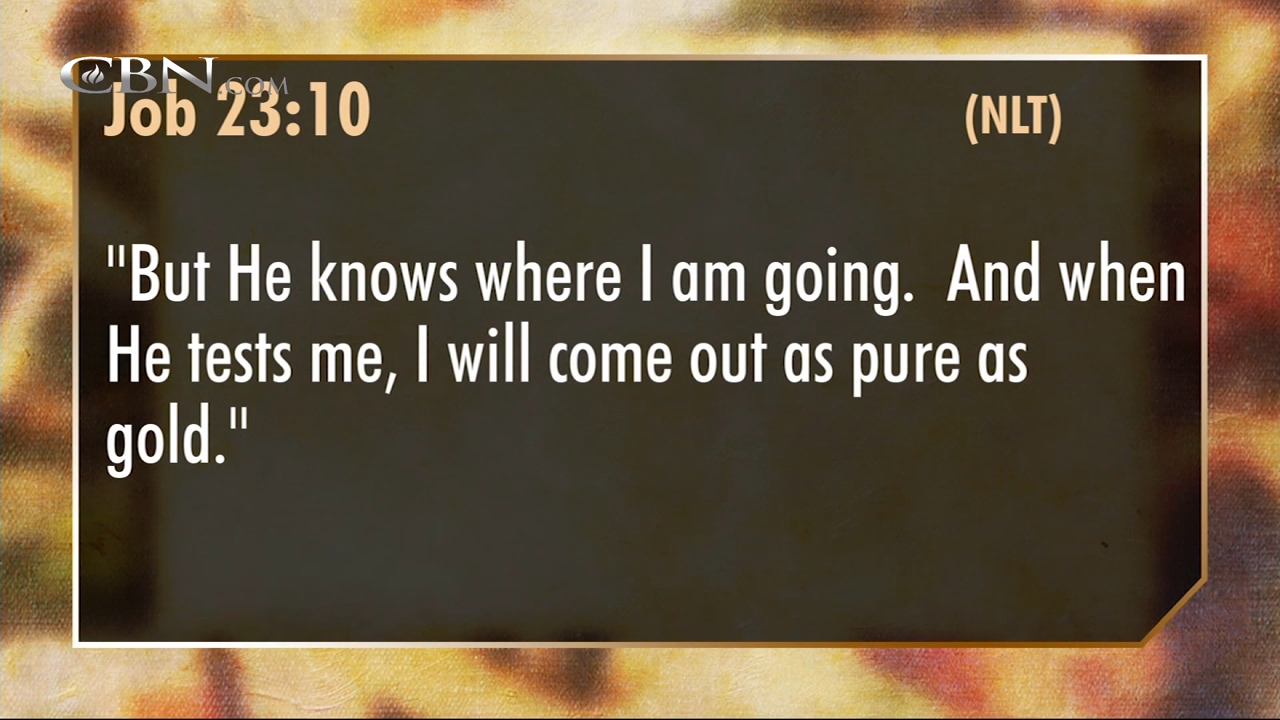 CBN.COM
Job 23:10 (NLT)
"But He knows where I am going.  And when
He tests me, I will come out as pure as
gold."